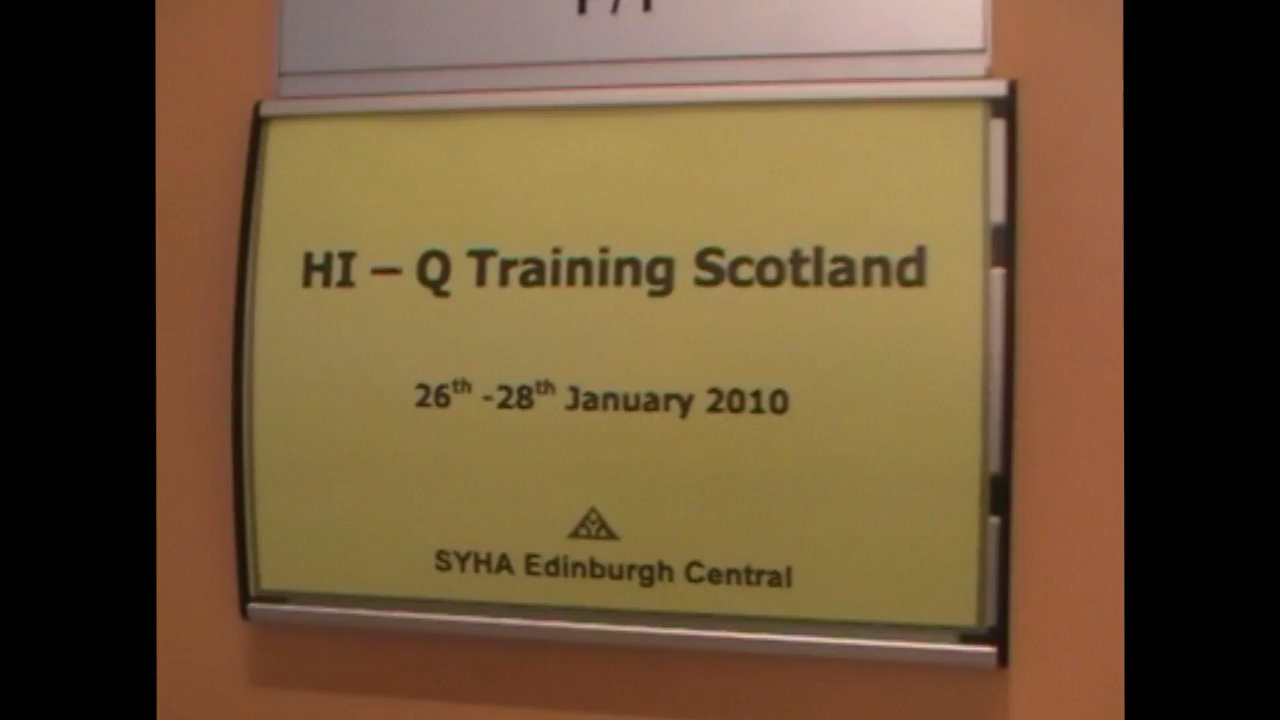 HI – Q Training Scotland
26th -28th January 2010
SYHA Edinburgh Central